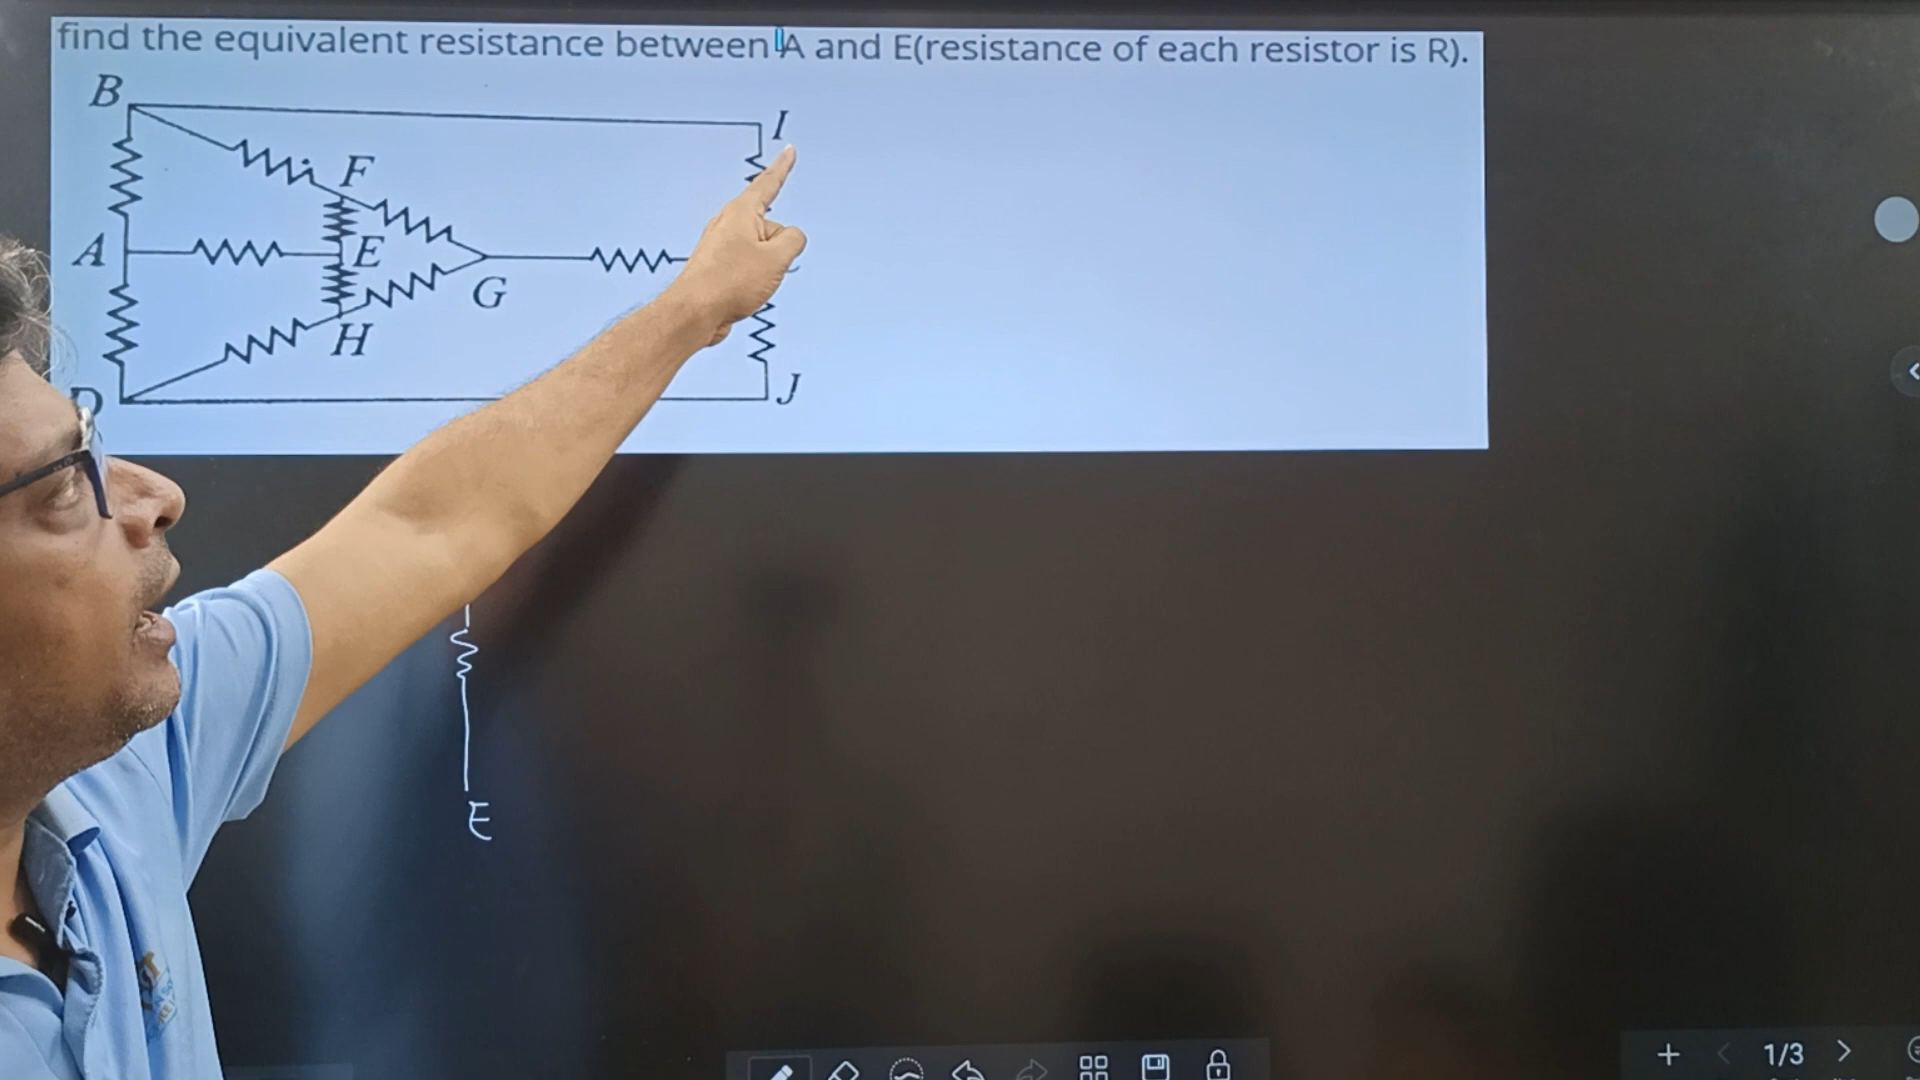 find the equivalent resistance between A and E(resistance of each resistor is R).
B
I
F
A
E
G
H
D
J
E
1/3